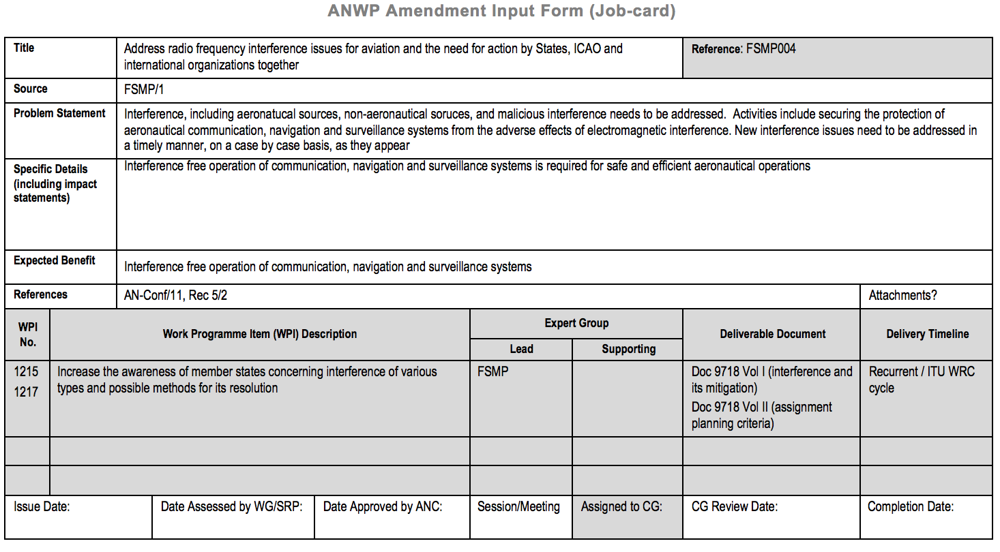 ANWP Amendment Input Form (Job-card)
Title
Address radio frequency interference issues for aviation and the need for action by States, ICAO and
international organizations together
Reference: FSMP004
Source
FSMP/1
Problem Statement
Interference, including aeronatucal sources, non-aeronautical soruces, and malicious interference needs to be addressed. Activities include securing the protection of
aeronautical communication, navigation and surveillance systems from the adverse effects of electromagnetic interference. New interference issues need to be addressed in
a timely manner, on a case by case basis, as they appear
Specific Details
(including impact
statements)
Interference free operation of communication, navigation and surveillance systems is required for safe and efficient aeronautical operations
Expected Benefit
Interference free operation of communication, navigation and surveillance systems
References
AN-Conf/11, Rec 5/2
Attachments?
WPI
No.
Work Programme Item (WPI) Description
Expert Group
Lead
Supporting
Deliverable Document
Delivery Timeline
1215
1217
Increase the awareness of member states concerning interference of various
types and possible methods for its resolution
FSMP
Doc 9718 Vol I (interference and
its mitigation)
Doc 9718 Vol II (assignment
planning criteria)
Recurrent / ITU WRC
cycle
Issue Date:
Date Assessed by WG/SRP:
Date Approved by ANC:
Session/Meeting
Assigned to CG:
CG Review Date:
Completion Date: